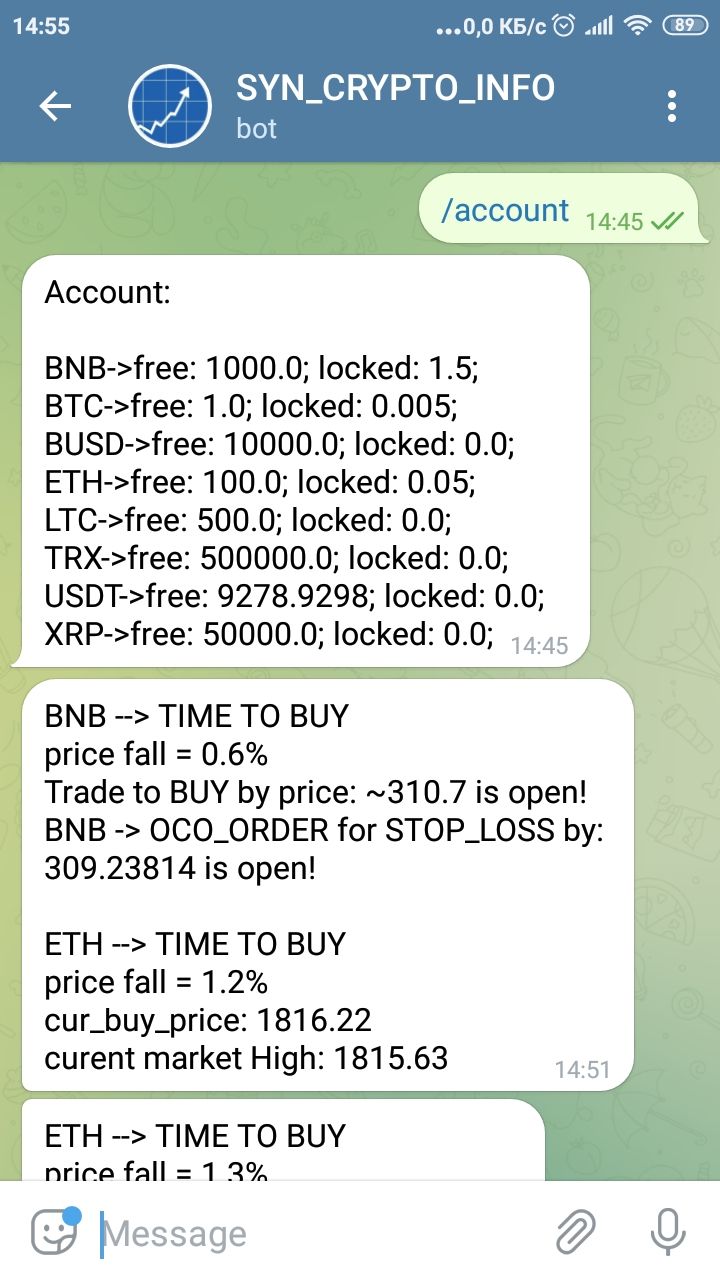 14:55
...0,0 КБ/с
89
SYN_CRYPTO_INFO
bot
/account 14:45
Account:
BNB->free: 1000.0; locked: 1.5;
BTC->free: 1.0; locked: 0.005;
BUSD->free: 10000.0; locked: 0.0;
ETH->free: 100.0; locked: 0.05;
LTC->free: 500.0; locked: 0.0;
TRX->free: 500000.0; locked: 0.0;
USDT->free: 9278.9298; locked: 0.0;
XRP->free: 50000.0; locked: 0.0; 14:45
BNB --> TIME TO BUY
price fall = 0.6%
Trade to BUY by price: ~310.7 is open!
BNB -> OCO_ORDER for STOP_LOSS by:
309.23814 is open!
ETH --> TIME TO BUY
price fall = 1.2%
cur_buy_price: 1816.22
curent market High: 1815.63
14:51
ETH --> TIME TO BUY
price fall = 1.3%
Message